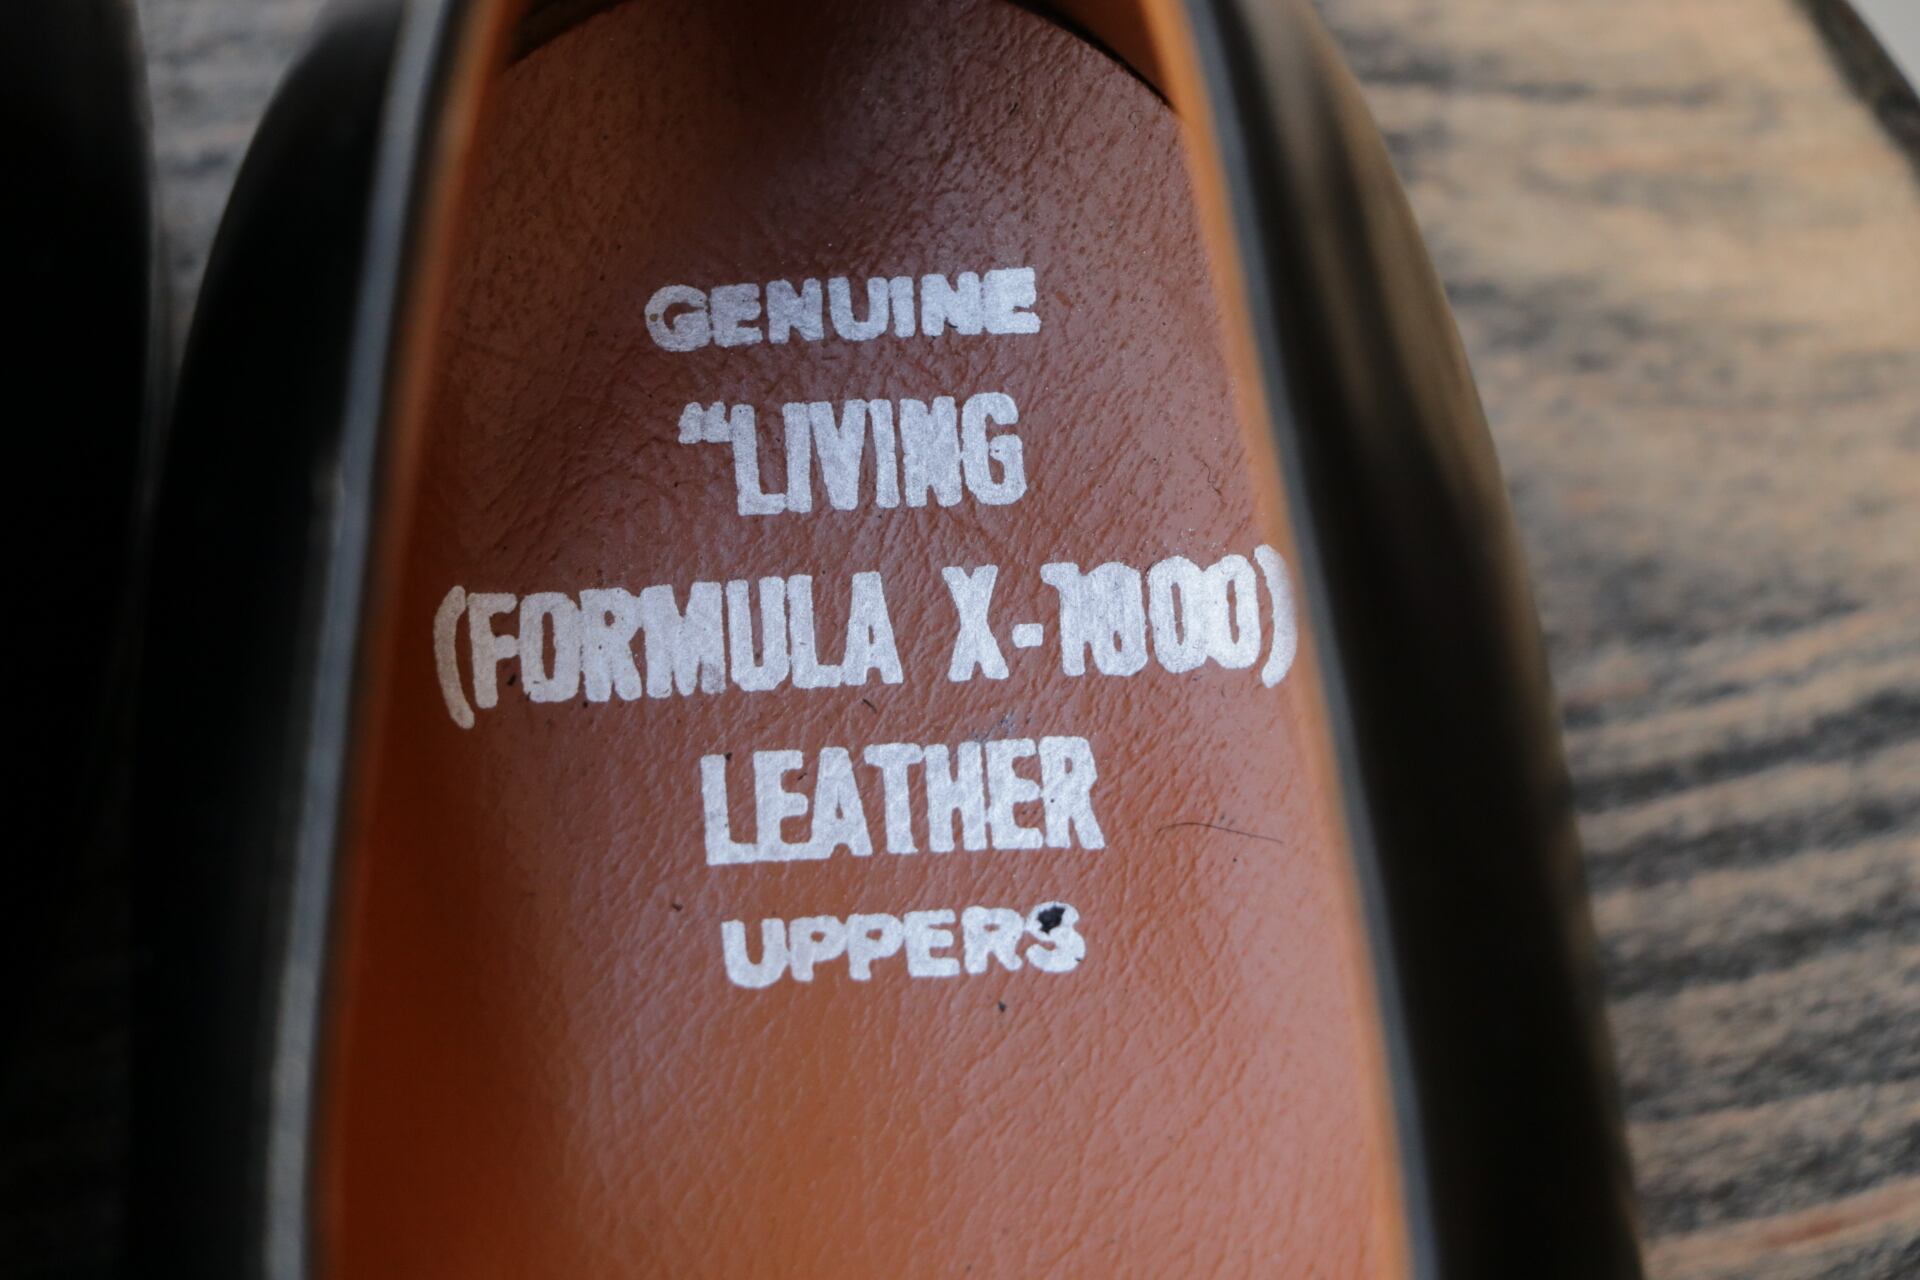 GENUINE
“LIVING
(FORMULA X-1000)
LEATHER
UPPERS